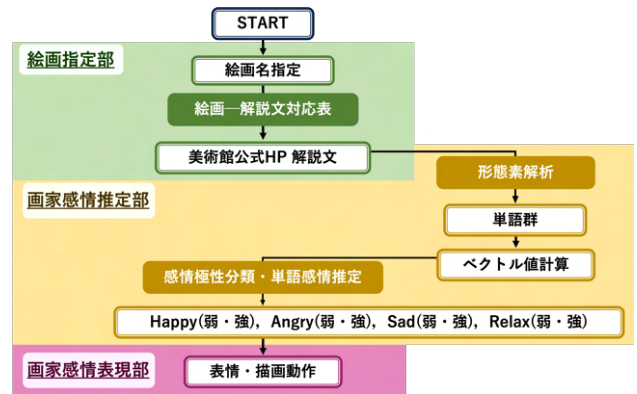 START
絵画指定部
絵画名指定
絵画―解説文対応表
美術館公式HP 解説文
形態素解析
画家感情推定部
単語群
ベクトル値計算
感情極性分類・単語感情推定
Happy(弱・強), Angry(弱・強), Sad(弱・強), Relax(弱・強)
画家感情表現部
表情・描画動作